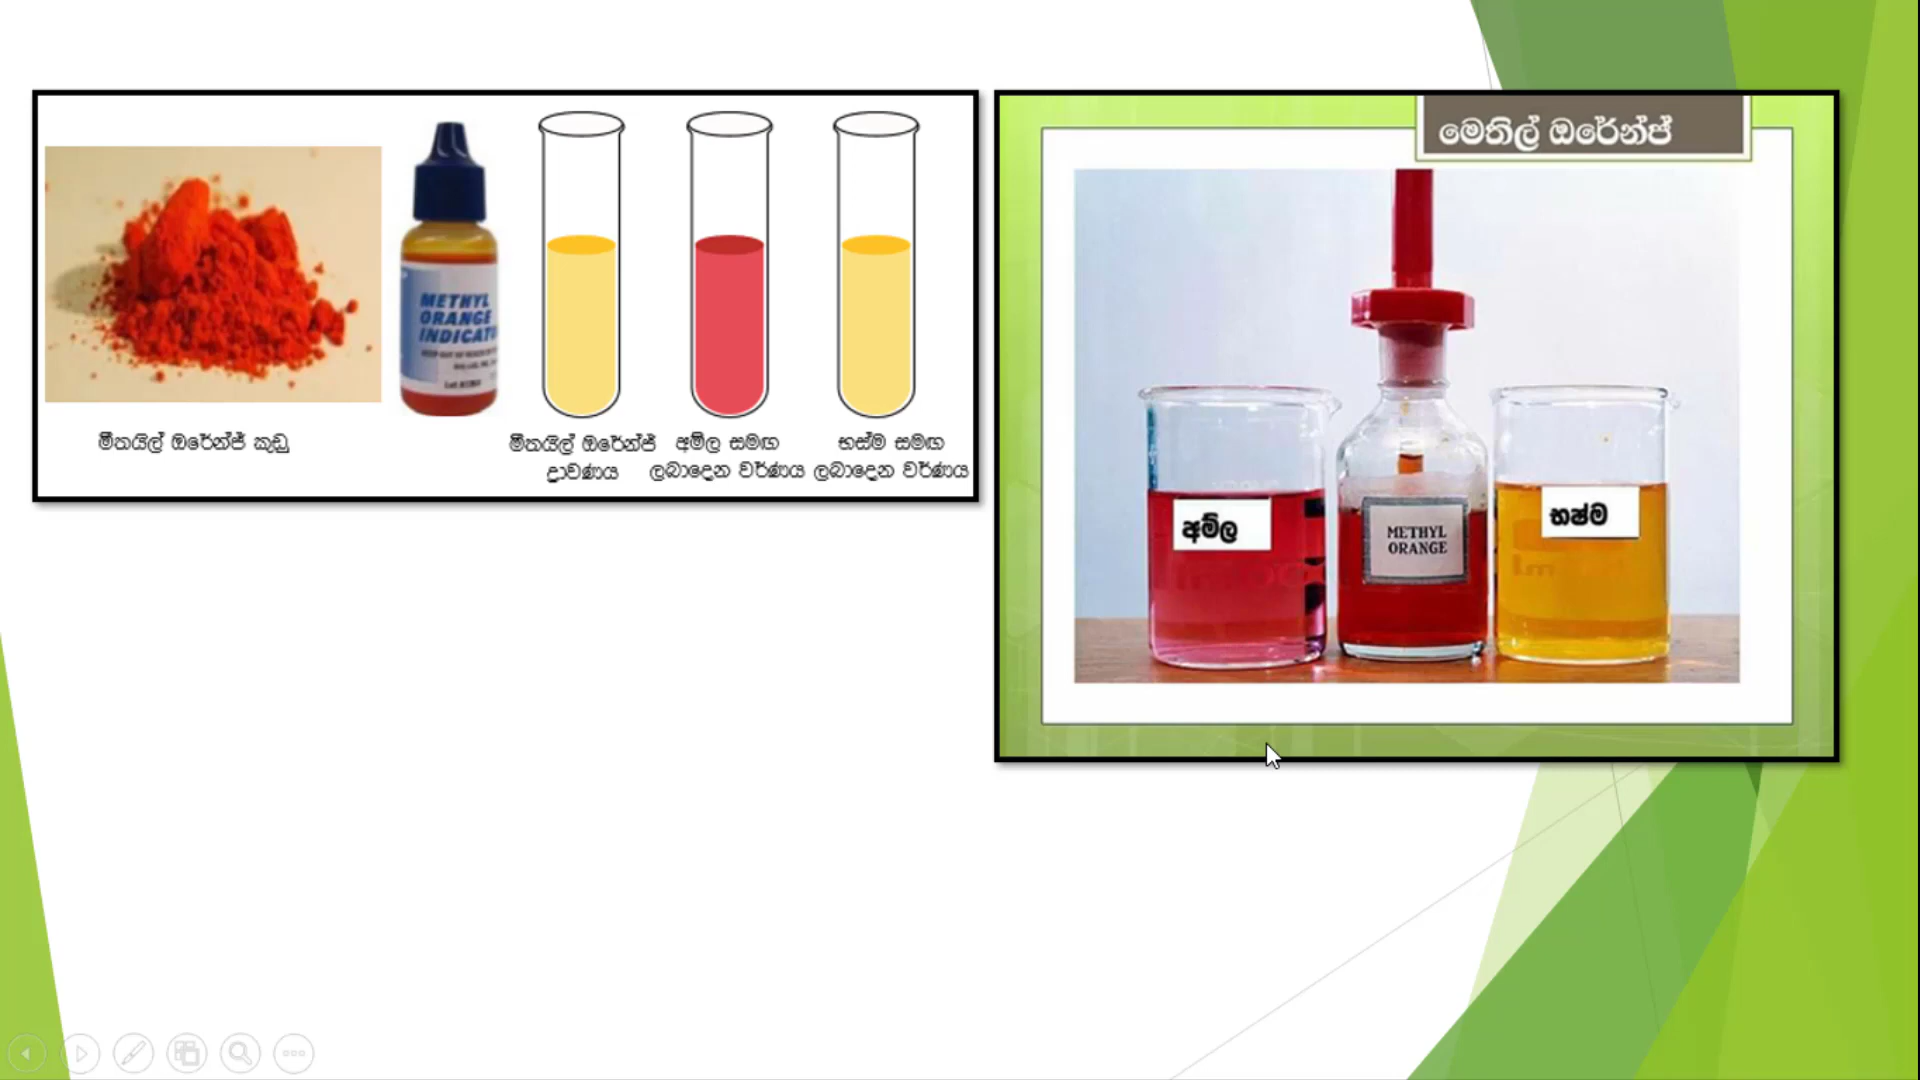 METHYL
ORANGE
මීතයිල් ඔරේන්ජ් කුඩු
මීතයිල් ඔරේන්ජ්
ද්‍රාවණය
අම්ල සමඟ
ලබාදෙන වර්ණය
භස්ම සමඟ
ලබාදෙන වර්ණය
මෙතිල් ඔරේන්ජ්
අම්ල
METHYL
ORANGE
භෂ්ම